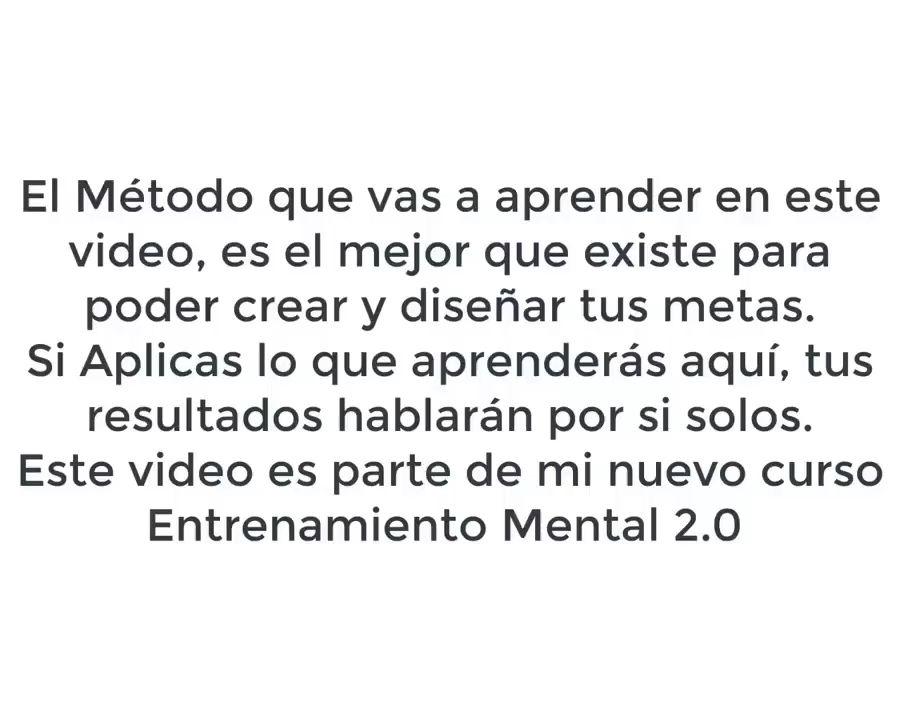 El Método que vas a aprender en este
video, es el mejor que existe para
poder crear y diseñar tus metas.
Si Aplicas lo que aprenderás aquí, tus
resultados hablarán por si solos.
Este video es parte de mi nuevo curso
Entrenamiento Mental 2.0